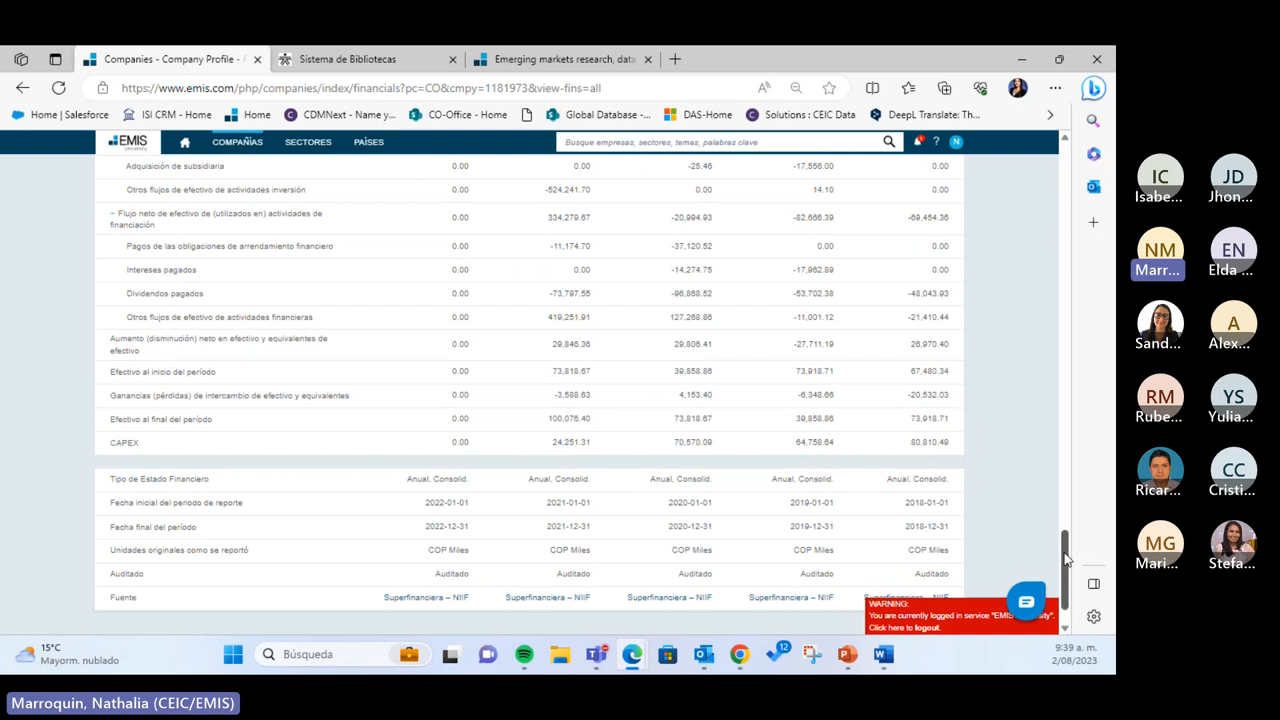 Companies - Company Profile - F
Sistema de Bibliotecas
Emerging markets research, data
https://www.emis.com/php/companies/index/financials?pc=CO&cmpy=1181973&view-fins=all
Home | Salesforce
ISI CRM - Home
Home
CDMNext - Name y...
CO-Office - Home
Global Database -...
DAS-Home
Solutions : CEIC Data
DeepL Translate: Th...
EMIS
University
COMPAÑÍAS
SECTORES
PAÍSES
Busque empresas, sectores, temas, palabras clave
?
N
Adquisición de subsidiaria 0.00 0.00 -25.46 -17,556.00 0.00
Otros flujos de efectivo de actividades inversión 0.00 -524,241.70 0.00 14.10 0.00
− Flujo neto de efectivo de (utilizados en) actividades de
financiación 0.00 334,279.67 -20,994.93 -82,666.39 -69,454.36
Pagos de las obligaciones de arrendamiento financiero 0.00 -11,174.70 -37,120.52 0.00 0.00
Intereses pagados 0.00 0.00 -14,274.75 -17,962.89 0.00
Dividendos pagados 0.00 -73,797.55 -96,868.52 -53,702.38 -48,043.93
Otros flujos de efectivo de actividades financieras 0.00 419,251.91 127,268.86 -11,001.12 -21,410.44
Aumento (disminución) neto en efectivo y equivalentes de
efectivo 0.00 29,846.36 29,806.41 -27,711.19 26,970.40
Efectivo al inicio del período 0.00 73,818.67 39,858.86 73,918.71 67,480.34
Ganancias (pérdidas) de intercambio de efectivo y equivalentes 0.00 -3,588.63 4,153.40 -6,348.66 -20,532.03
Efectivo al final del período 0.00 100,076.40 73,818.67 39,858.86 73,918.71
CAPEX 0.00 24,251.31 70,570.09 64,758.64 80,810.49
Tipo de Estado Financiero Anual, Consolid. Anual, Consolid. Anual, Consolid. Anual, Consolid. Anual, Consolid.
Fecha inicial del periodo de reporte 2022-01-01 2021-01-01 2020-01-01 2019-01-01 2018-01-01
Fecha final del período 2022-12-31 2021-12-31 2020-12-31 2019-12-31 2018-12-31
Unidades originales como se reportó COP Miles COP Miles COP Miles COP Miles COP Miles
Auditado Auditado Auditado Auditado Auditado Auditado
Fuente Superfinanciera – NIIF Superfinanciera – NIIF Superfinanciera – NIIF Superfinanciera – NIIF
WARNING:
You are currently logged in service "EMIS
Click here to logout.
15°C
Mayorm. nublado
Búsqueda
12
9:39 a. m.
2/08/2023
IC
Isabe...
JD
Jhon...
NM
Marr...
EN
Elda ...
Sand...
A
Alex...
RM
Rube...
YS
Yulia...
Ricar...
CC
Cristi...
MG
Mari...
Stefa...
Marroquin, Nathalia (CEIC/EMIS)